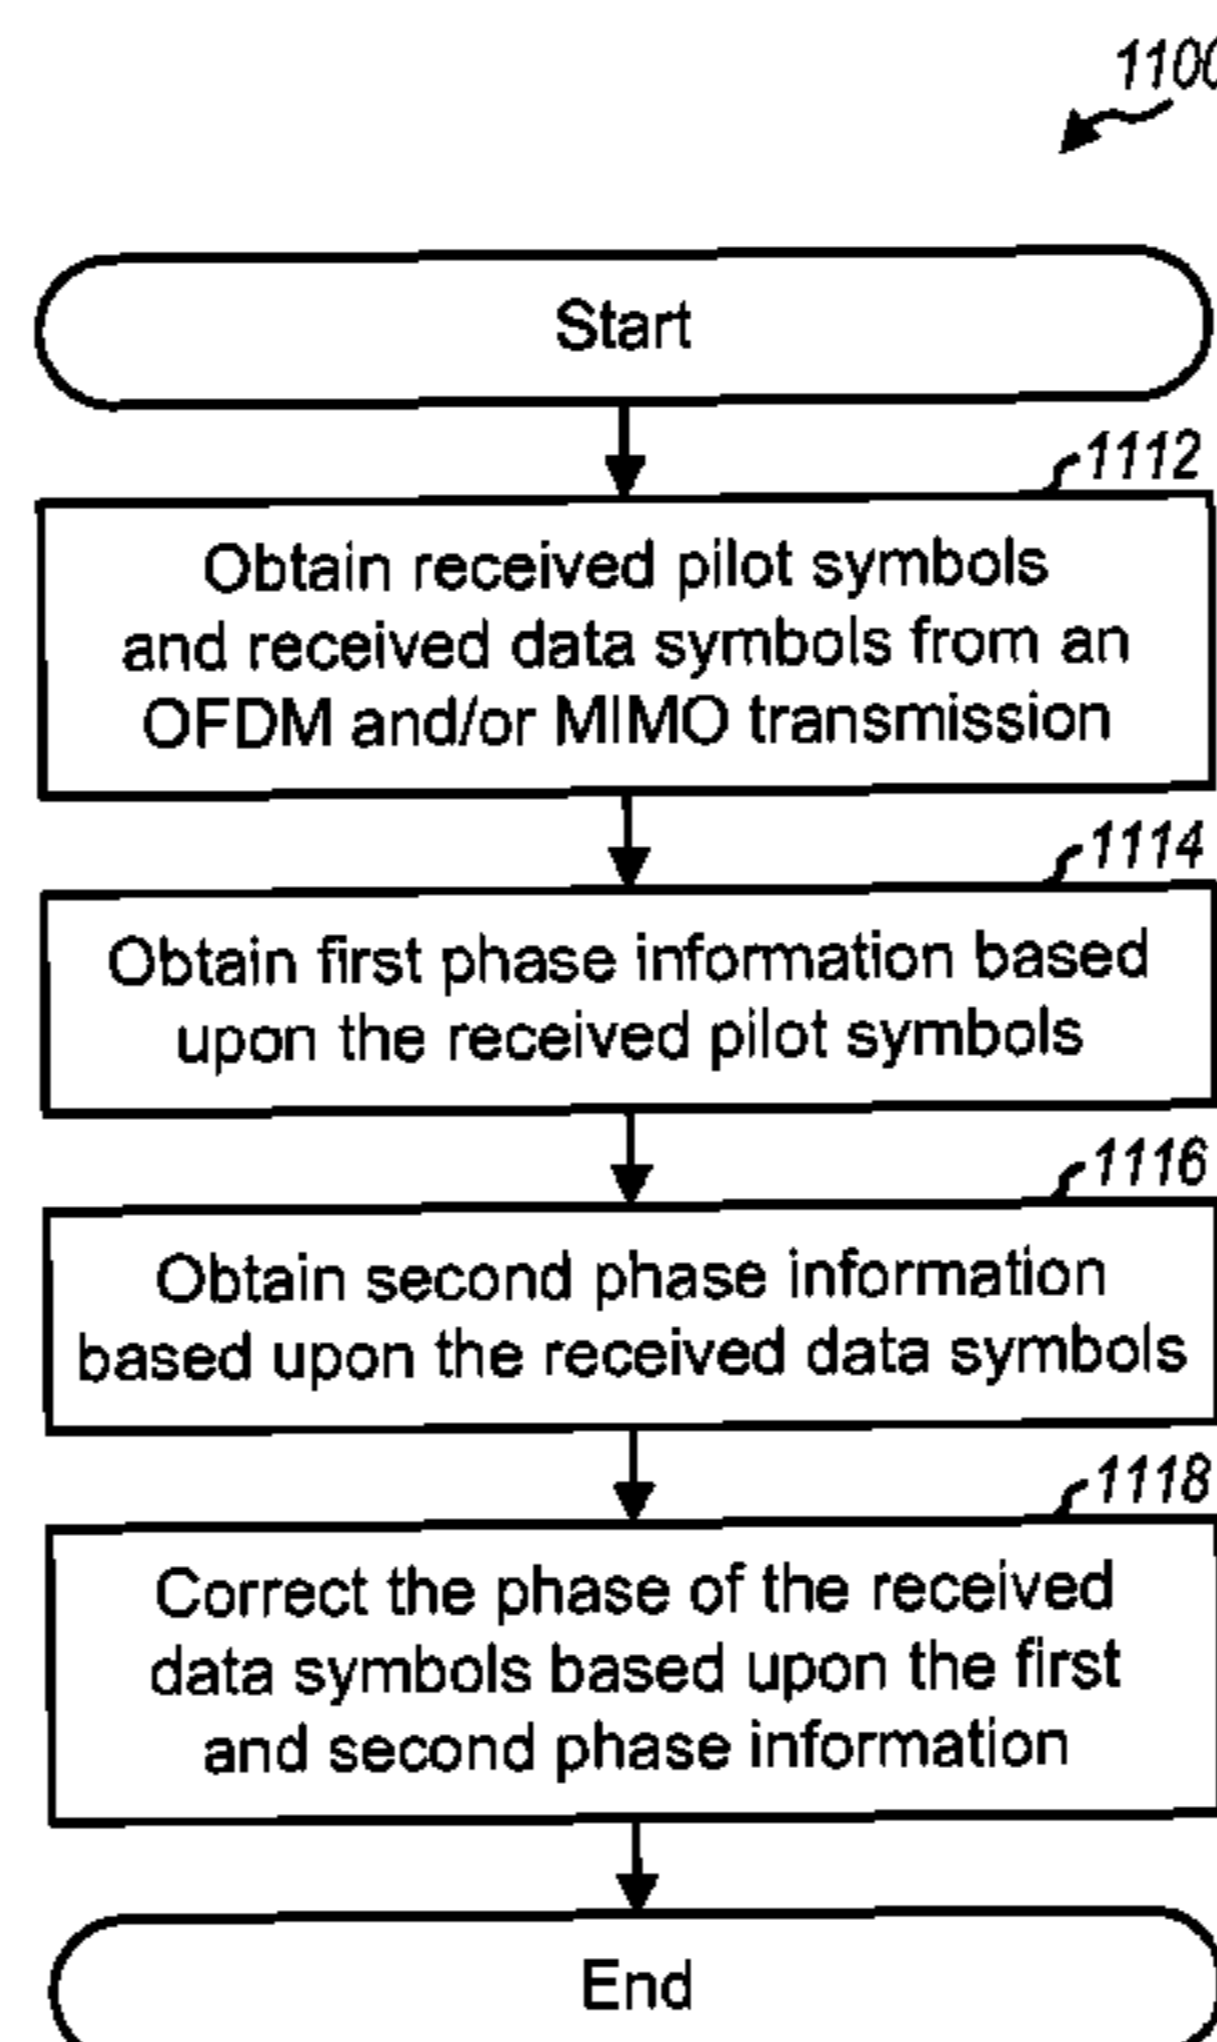 1100
Start
1112
Obtain received pilot symbols
and received data symbols from an
OFDM and/or MIMO transmission
1114
Obtain first phase information based
upon the received pilot symbols
1116
Obtain second phase information
based upon the received data symbols
1118
Correct the phase of the received
data symbols based upon the first
and second phase information
End